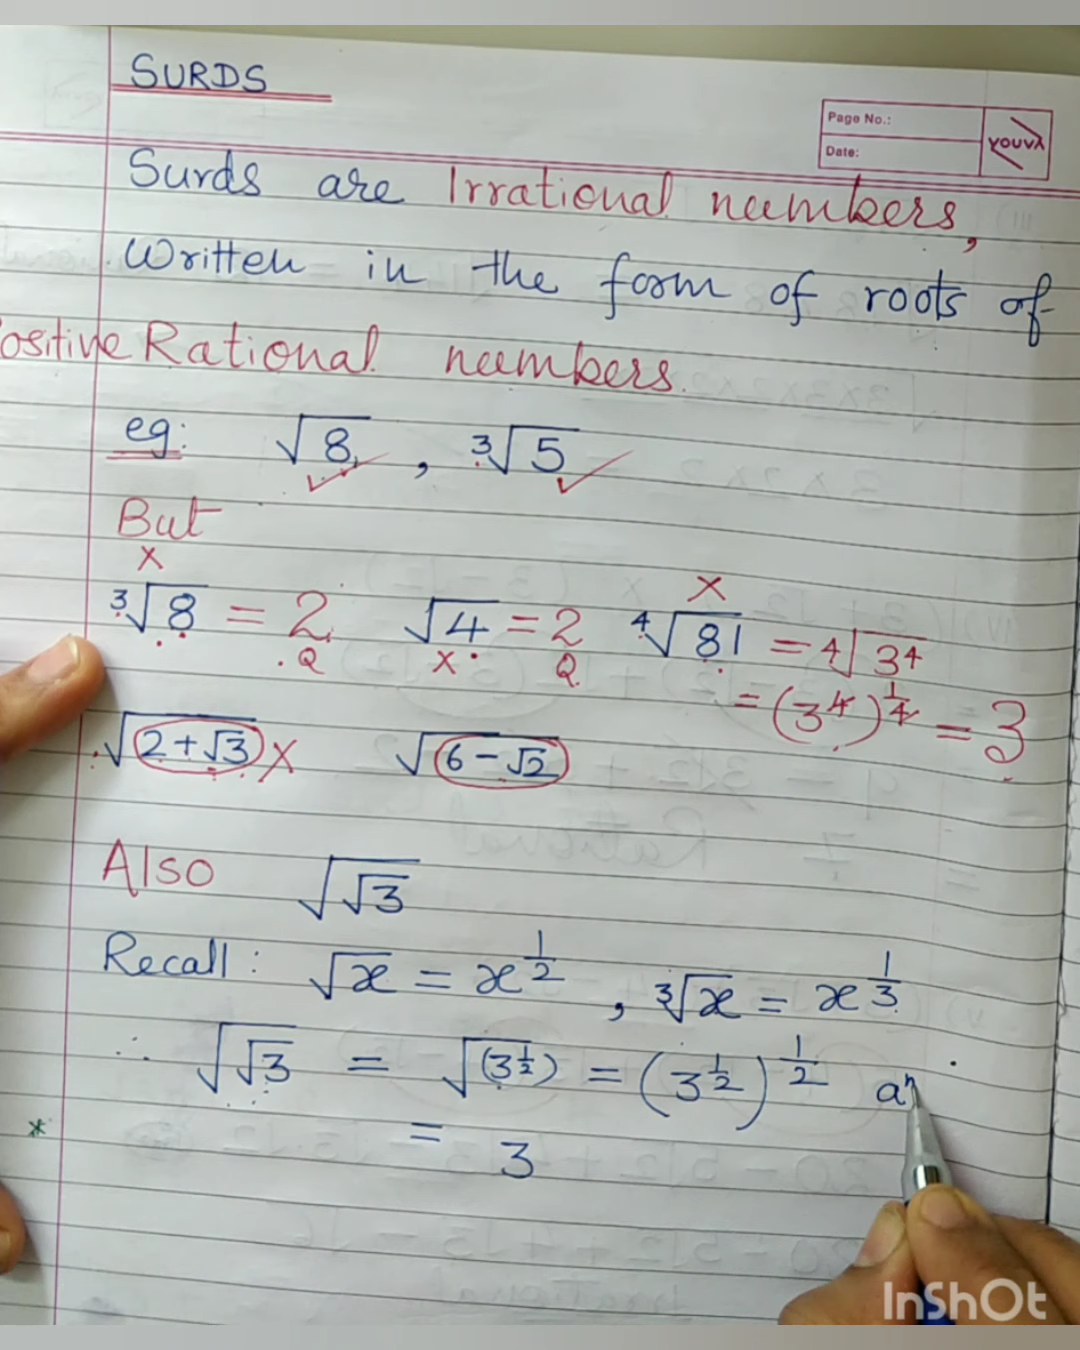 SURDS
Page No.:
Date:
YOUVA
Surds are Irrational numbers,
Written in the form of roots of
ositive Rational numbers.
eg: √8, ∛5
But
X
∛8 = 2 √4 = 2 ∜81 = ∜3⁴
. Q X Q
= (3⁴)^1/4 = 3
√(2+√3) X √(6-√2)
Also √√3
Recall: √x = x^1/2, ∛x = x^1/3
∴ √√3 = √(3^1/2) = (3^1/2)^1/2 aⁿ
* = 3
InShOt